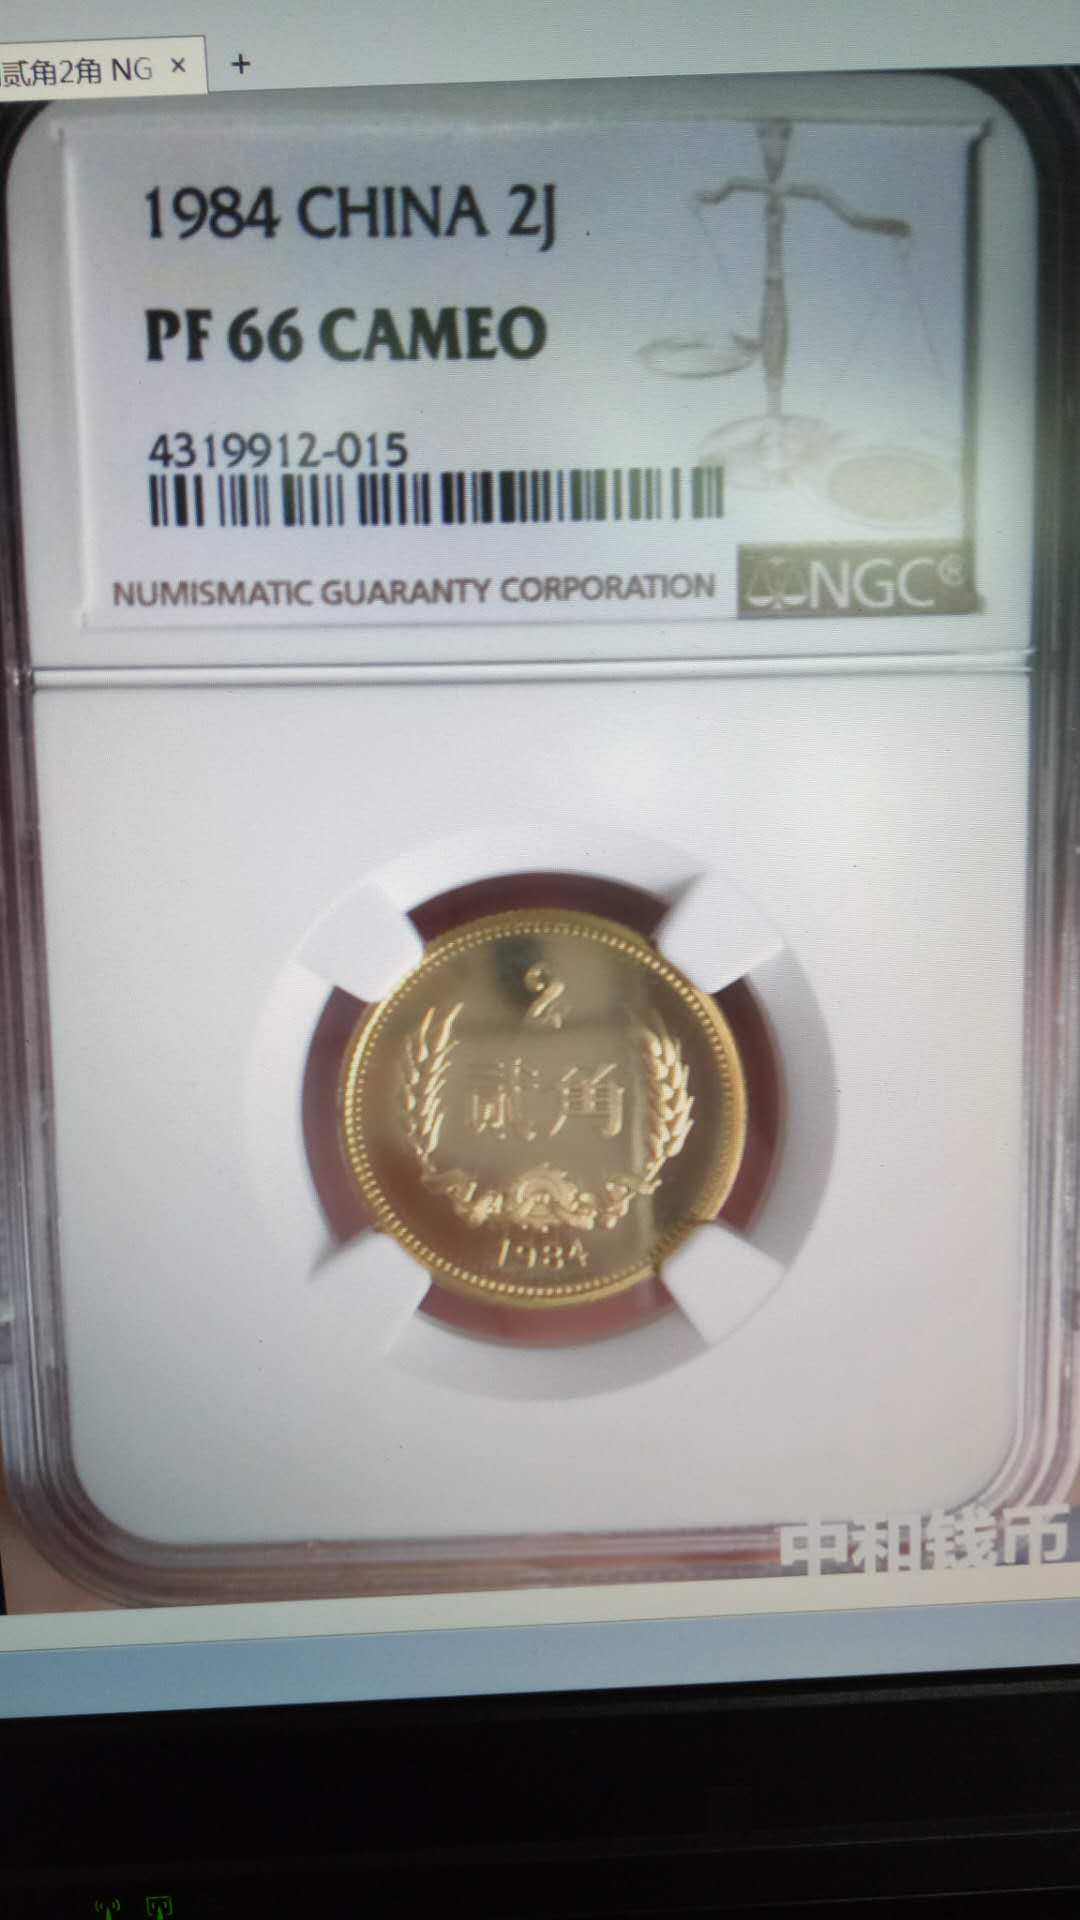 贰角2角 NG × +
1984 CHINA 2J
PF 66 CAMEO
4319912-015
NUMISMATIC GUARANTY CORPORATION
NGC®
2
贰角
1984
中和钱币